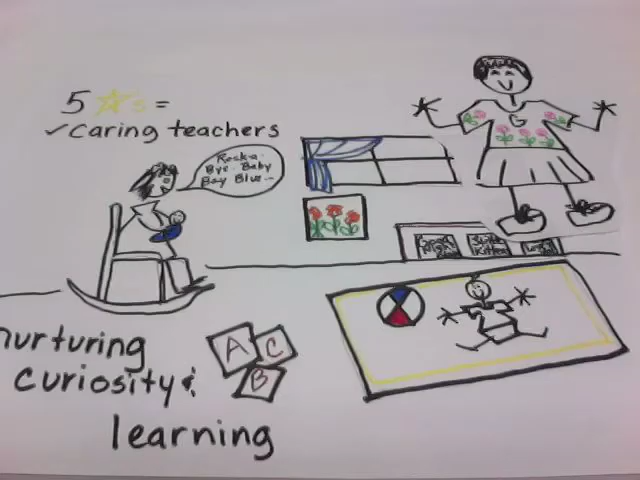 5 ☆s =
✓ caring teachers
Rock-a-
Bye- Baby
Boy Blue--
A C
B
nurturing
curiosity &
learning